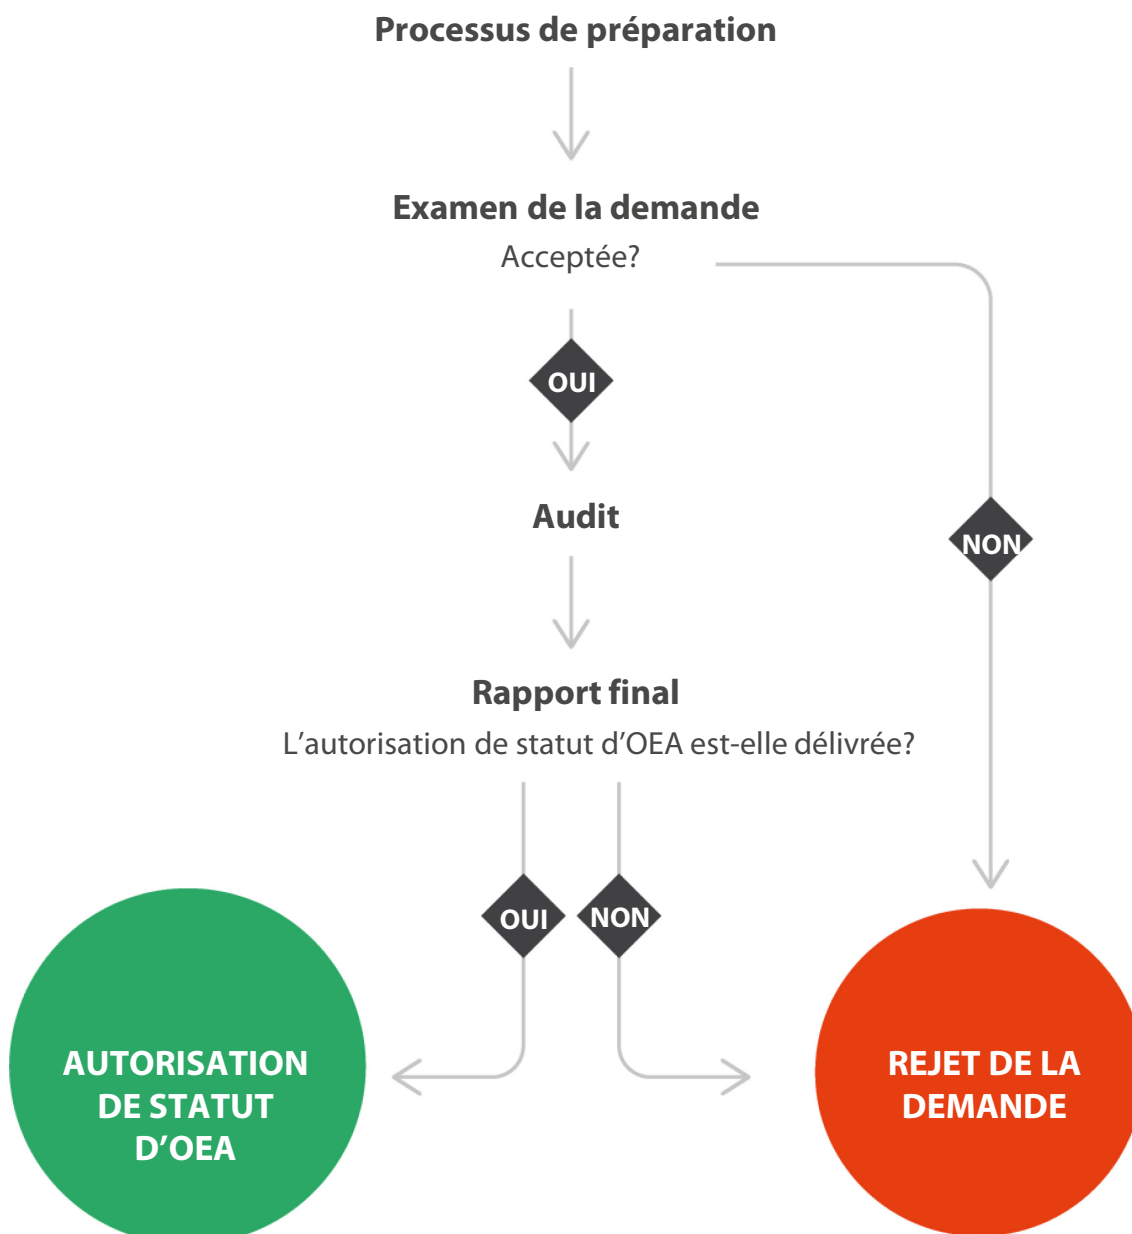 Processus de préparation
Examen de la demande
Acceptée?
OUI
Audit
NON
Rapport final
L’autorisation de statut d’OEA est-elle délivrée?
OUI
NON
AUTORISATION
DE STATUT
D’OEA
REJET DE LA
DEMANDE